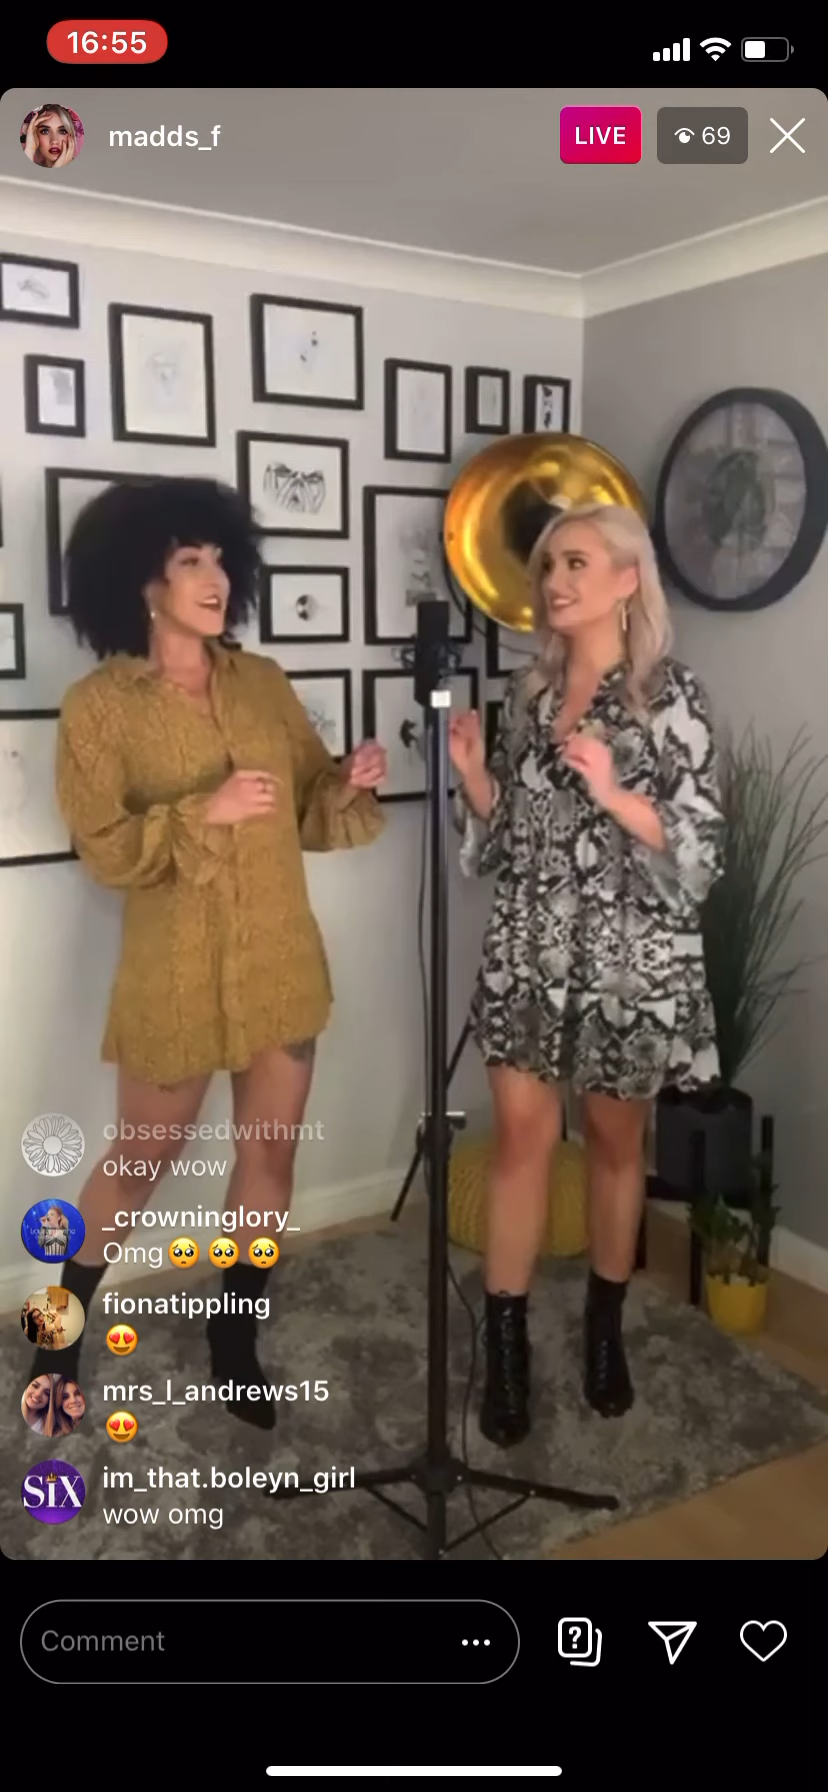 16:55
madds_f
LIVE
69
obsessedwithmt
okay wow
_crowninglory_
Omg🥺🥺🥺
fionatippling
😍
mrs_l_andrews15
😍
SIX
im_that.boleyn_girl
wow omg
Comment